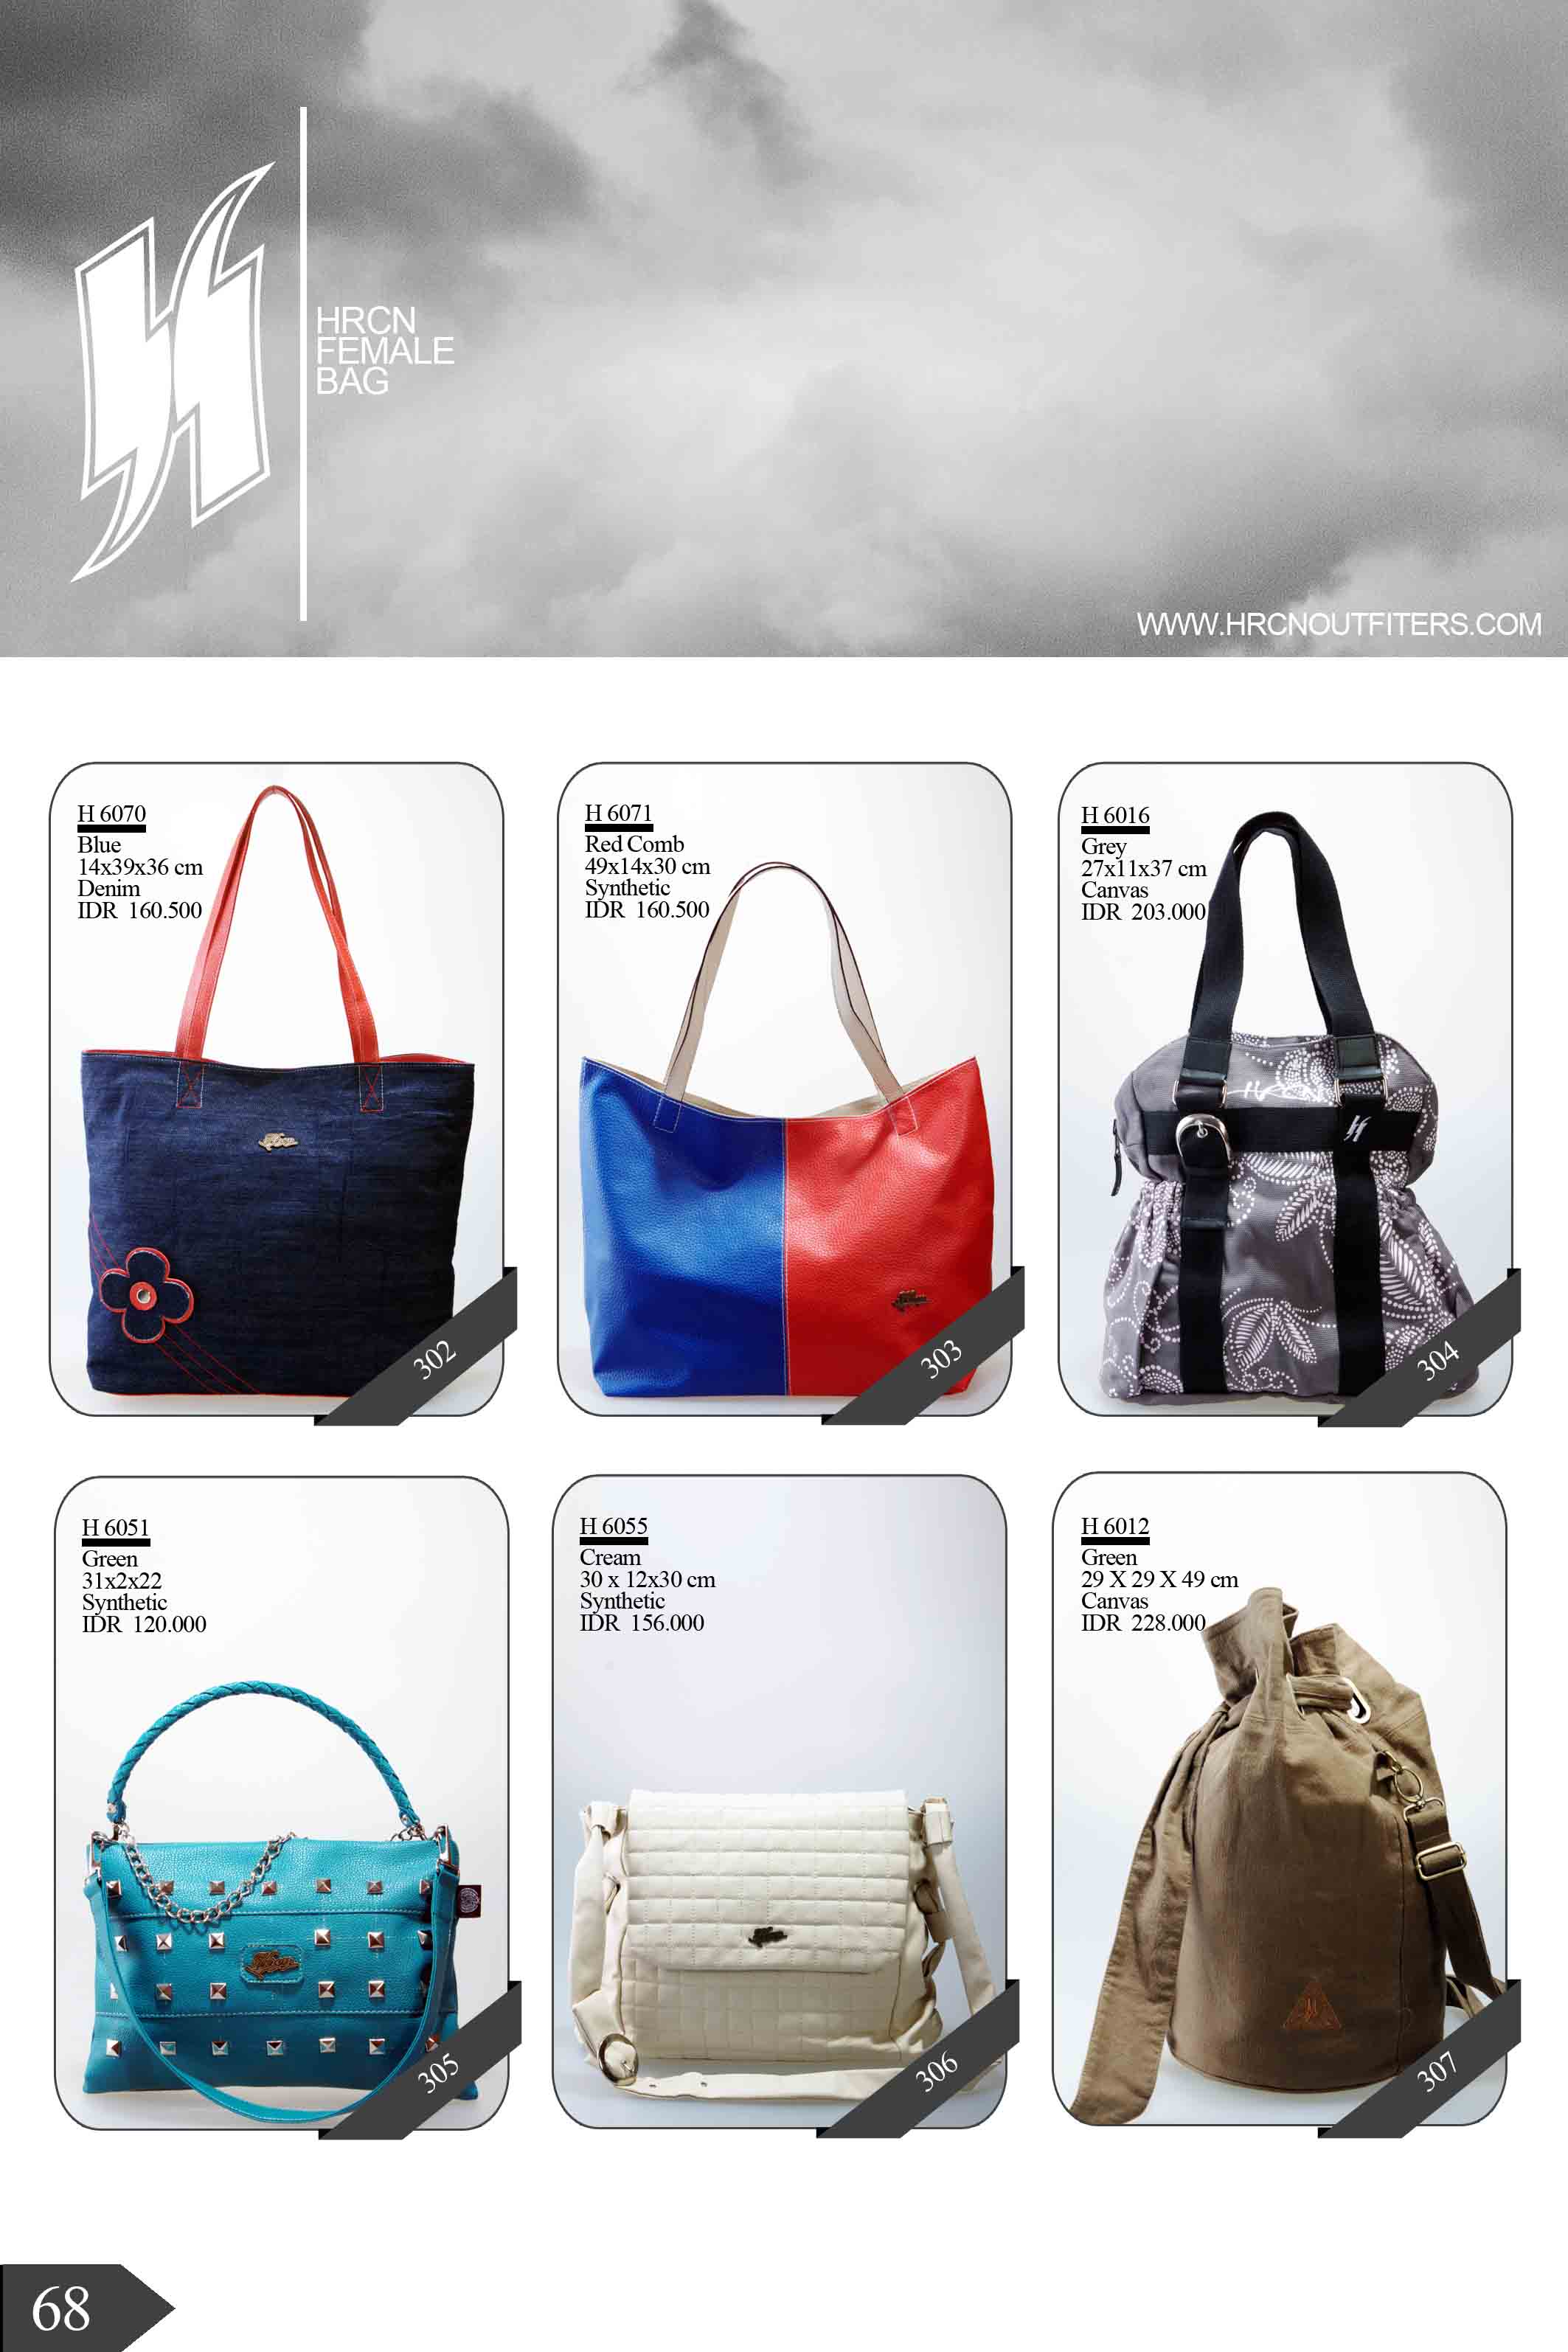 HRCN
FEMALE
BAG
WWW.HRCNOUTFITERS.COM
H 6070
Blue
14x39x36 cm
Denim
IDR 160.500
302
H 6071
Red Comb
49x14x30 cm
Synthetic
IDR 160.500
303
H 6016
Grey
27x11x37 cm
Canvas
IDR 203.000
304
H 6051
Green
31x2x22
Synthetic
IDR 120.000
305
H 6055
Cream
30 x 12x30 cm
Synthetic
IDR 156.000
306
H 6012
Green
29 X 29 X 49 cm
Canvas
IDR 228.000
307
68